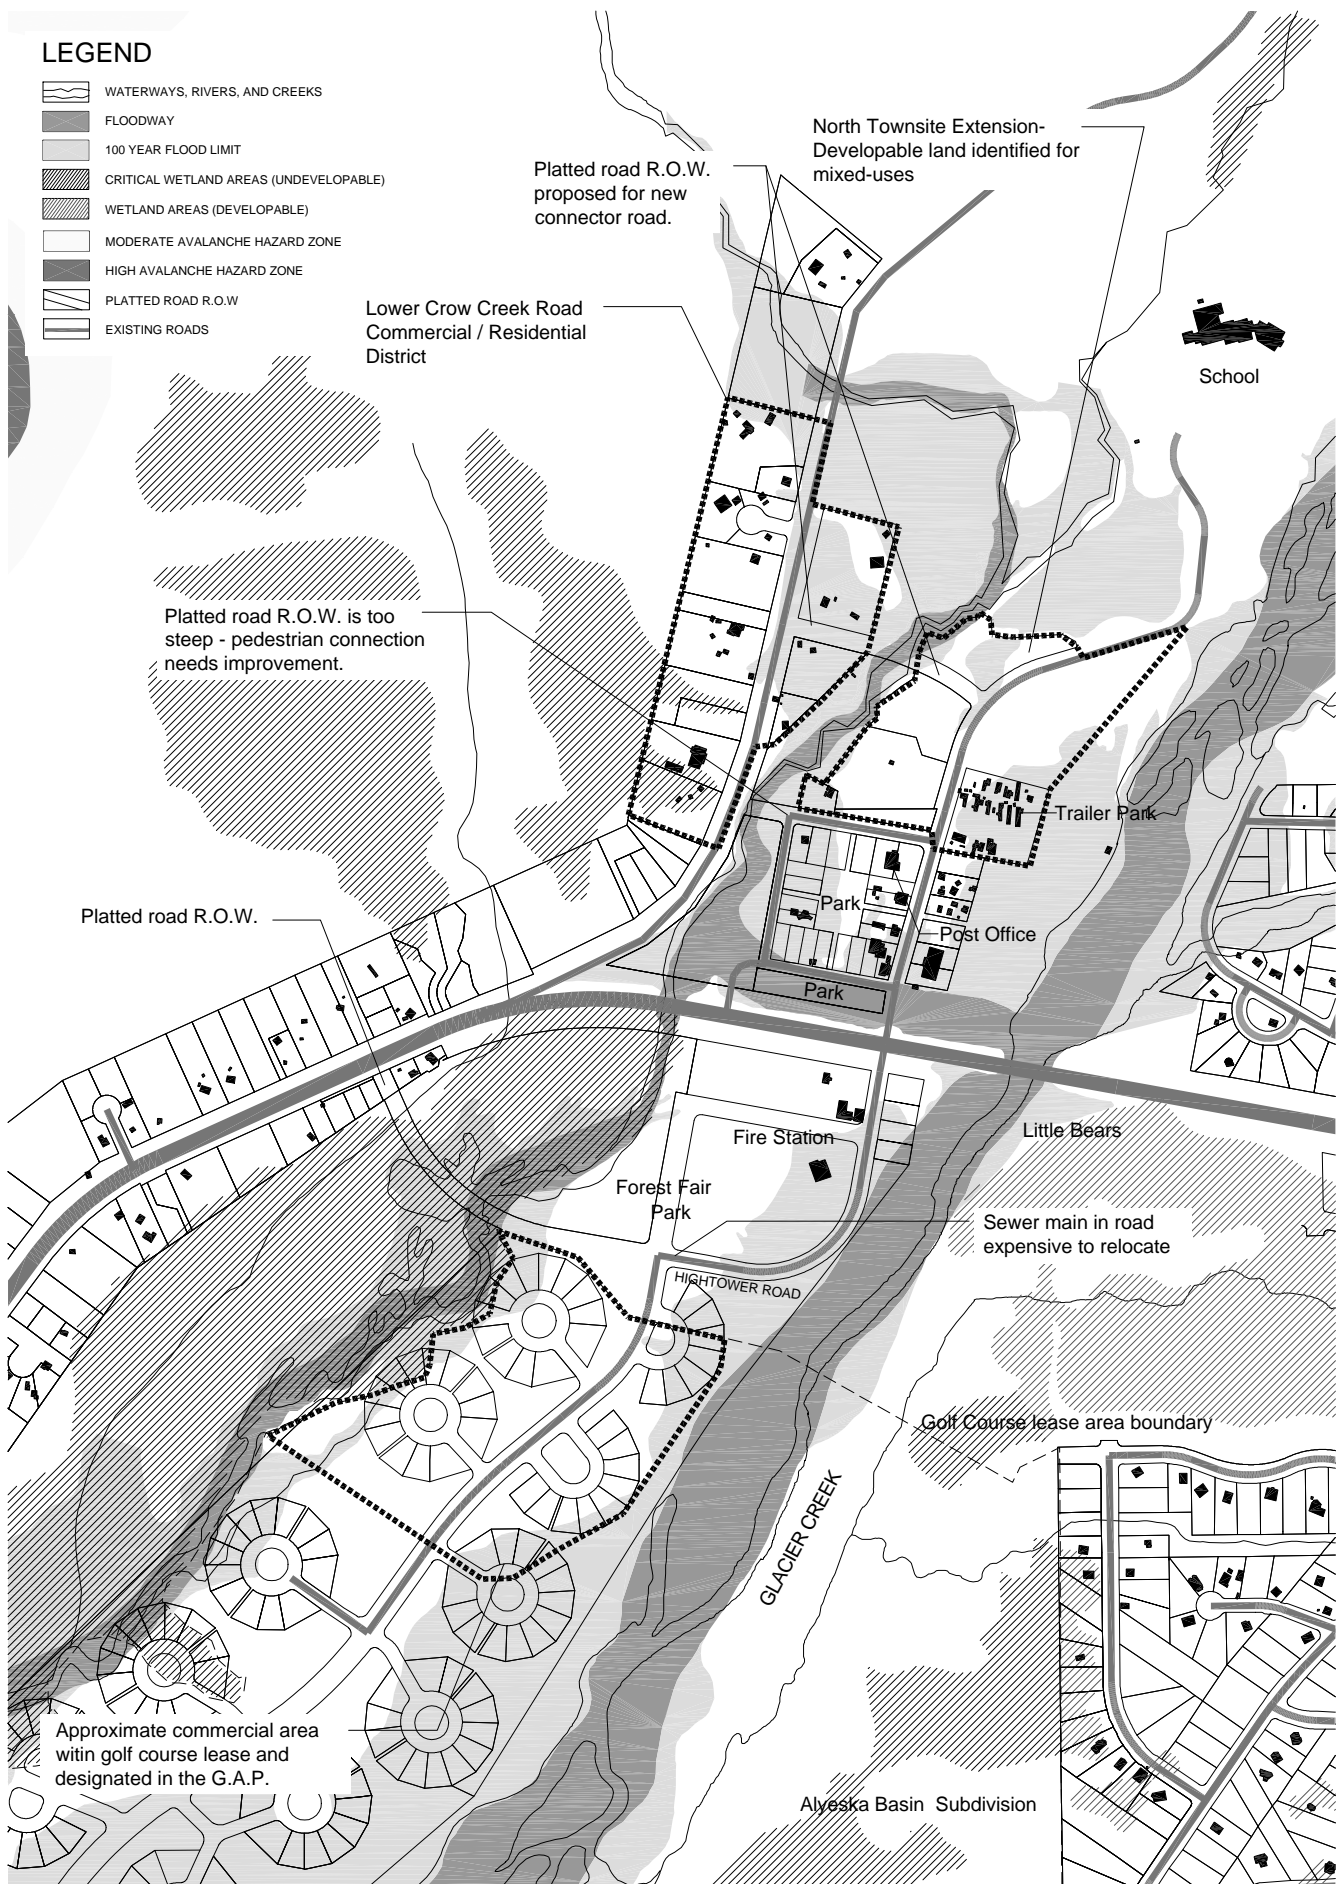 LEGEND
WATERWAYS, RIVERS, AND CREEKS
FLOODWAY
100 YEAR FLOOD LIMIT
CRITICAL WETLAND AREAS (UNDEVELOPABLE)
WETLAND AREAS (DEVELOPABLE)
MODERATE AVALANCHE HAZARD ZONE
HIGH AVALANCHE HAZARD ZONE
PLATTED ROAD R.O.W
EXISTING ROADS
North Townsite Extension-
Developable land identified for
mixed-uses
Platted road R.O.W.
proposed for new
connector road.
Lower Crow Creek Road
Commercial / Residential
District
School
Platted road R.O.W. is too
steep - pedestrian connection
needs improvement.
Trailer Park
Park
Platted road R.O.W.
Post Office
Park
Fire Station
Little Bears
Forest Fair
Park
Sewer main in road
expensive to relocate
HIGHTOWER ROAD
Golf Course lease area boundary
GLACIER CREEK
Approximate commercial area
witin golf course lease and
designated in the G.A.P.
Alyeska Basin  Subdivision